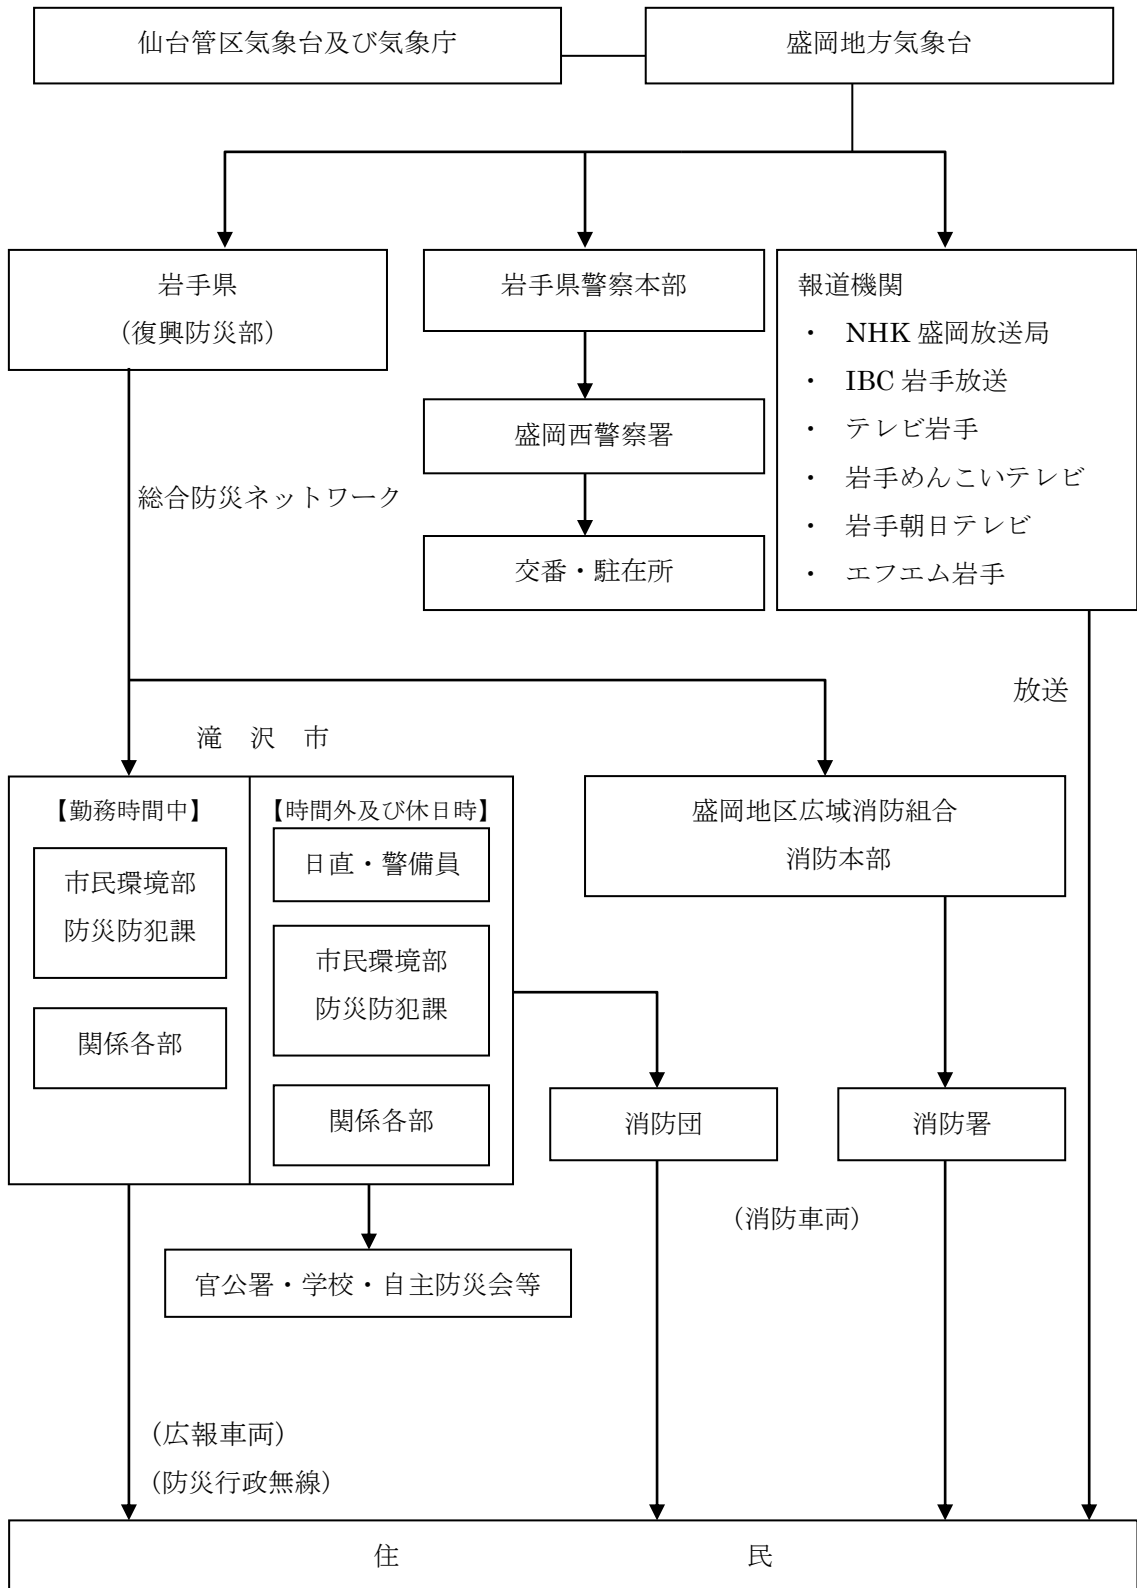 仙台管区気象台及び気象庁
盛岡地方気象台
岩手県
（復興防災部）
岩手県警察本部
盛岡西警察署
交番・駐在所
報道機関
・ NHK 盛岡放送局
・ IBC 岩手放送
・ テレビ岩手
・ 岩手めんこいテレビ
・ 岩手朝日テレビ
・ エフエム岩手
総合防災ネットワーク
放送
滝 沢 市
【勤務時間中】
市民環境部
防災防犯課
関係各部
【時間外及び休日時】
日直・警備員
市民環境部
防災防犯課
関係各部
盛岡地区広域消防組合
消防本部
消防団
消防署
（消防車両）
官公署・学校・自主防災会等
（広報車両）
（防災行政無線）
住 民